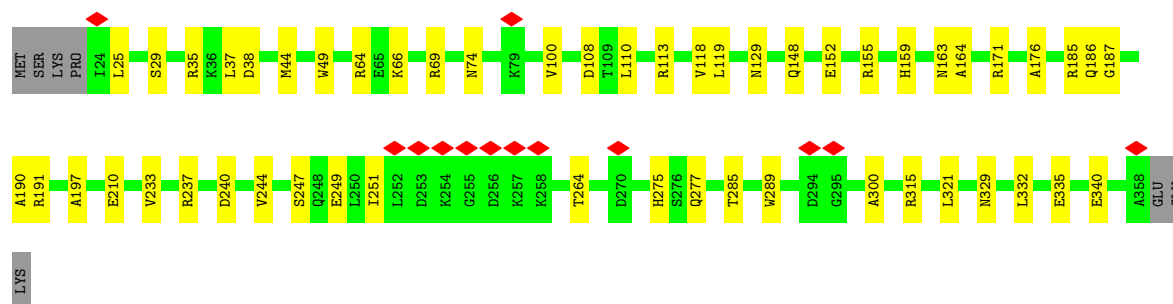 MET SER LYS PRO I24 L25 S29 R35 K36 L37 D38 M44 W49 R64 E65 K66 R69 N74 K79 V100 D108 T109 L110 R113 V118 L119 N129 Q148 E152 R155 H159 N163 A164 R171 A176 R185 Q186 G187
A190 R191 A197 E210 V233 R237 D240 V244 S247 Q248 E249 L250 I251 L252 D253 K254 G255 D256 K257 K258 T264 D270 H275 S276 Q277 T285 W289 D294 G295 A300 R315 L321 N329 L332 E335 E340 A358 GLU
LYS